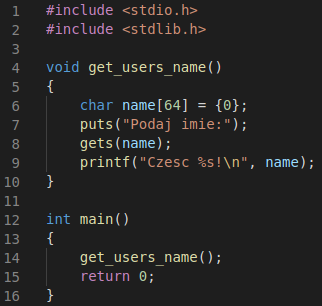 1 #include <stdio.h>
2 #include <stdlib.h>
3
4 void get_users_name()
5 {
6     char name[64] = {0};
7     puts("Podaj imie:");
8     gets(name);
9     printf("Czesc %s!\n", name);
10 }
11
12 int main()
13 {
14     get_users_name();
15     return 0;
16 }